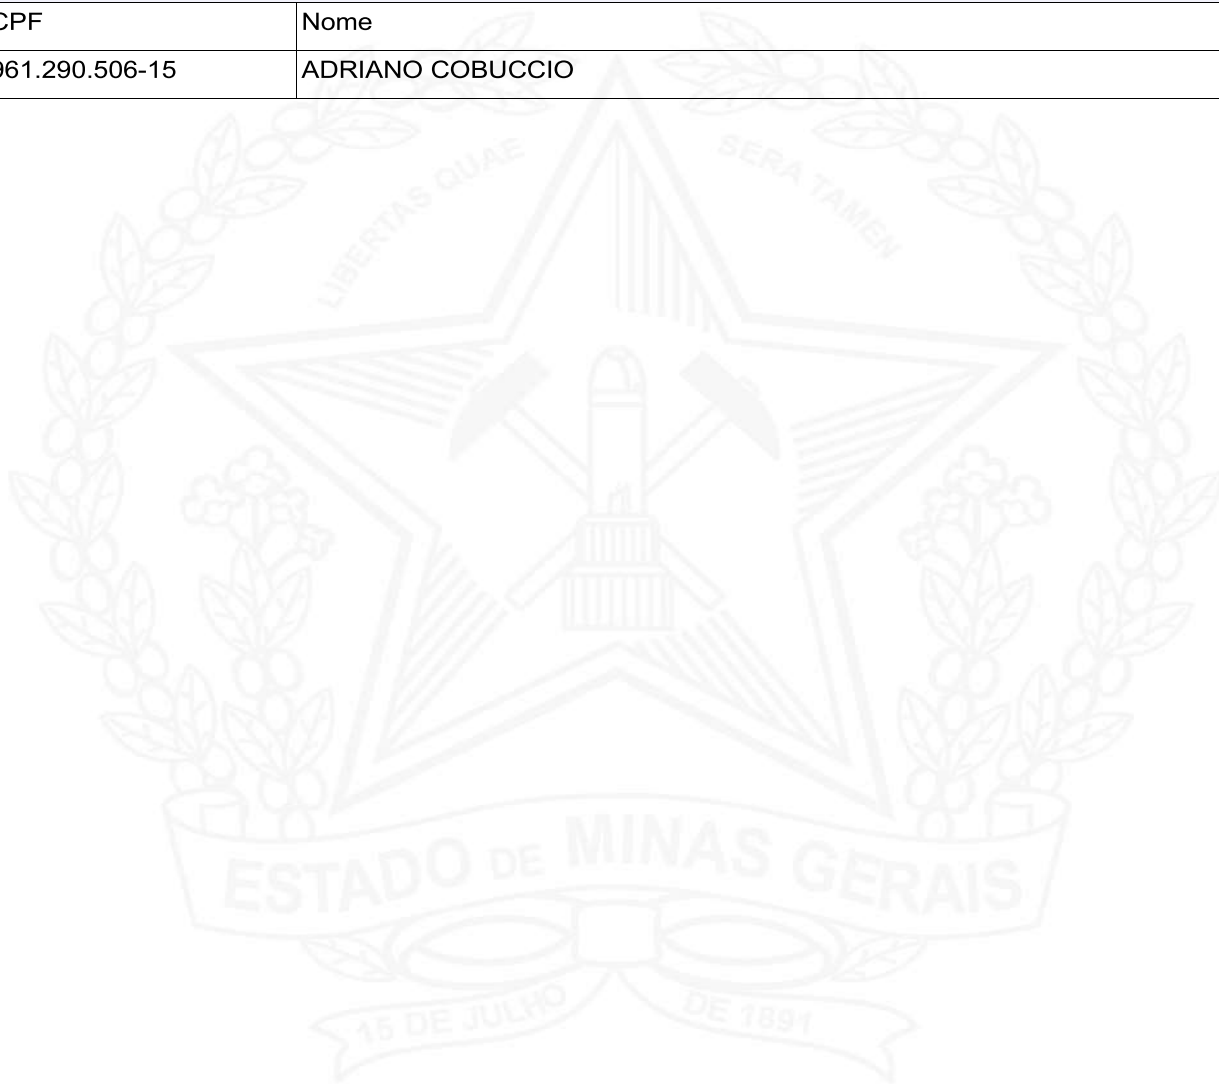 CPF Nome
961.290.506-15 ADRIANO COBUCCIO
LIBERTAS QUAE SERA TAMEN
ESTADO DE MINAS GERAIS
15 DE JULHO DE 1891